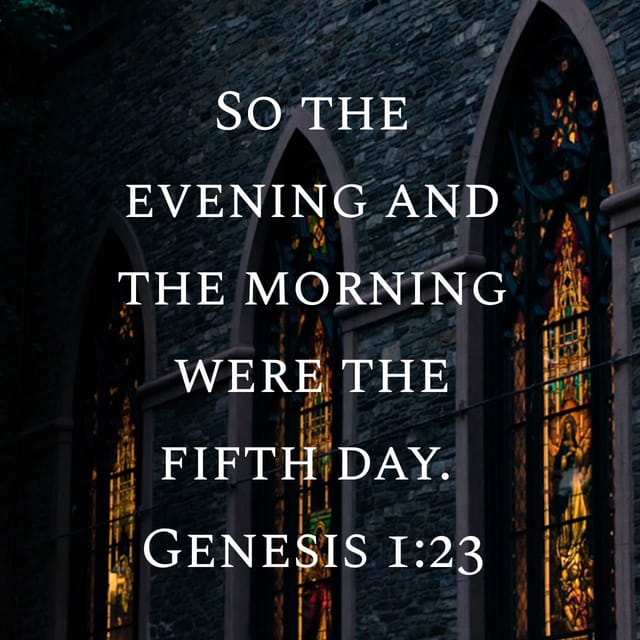 So the
evening and
the morning
were the
fifth day.
Genesis 1:23